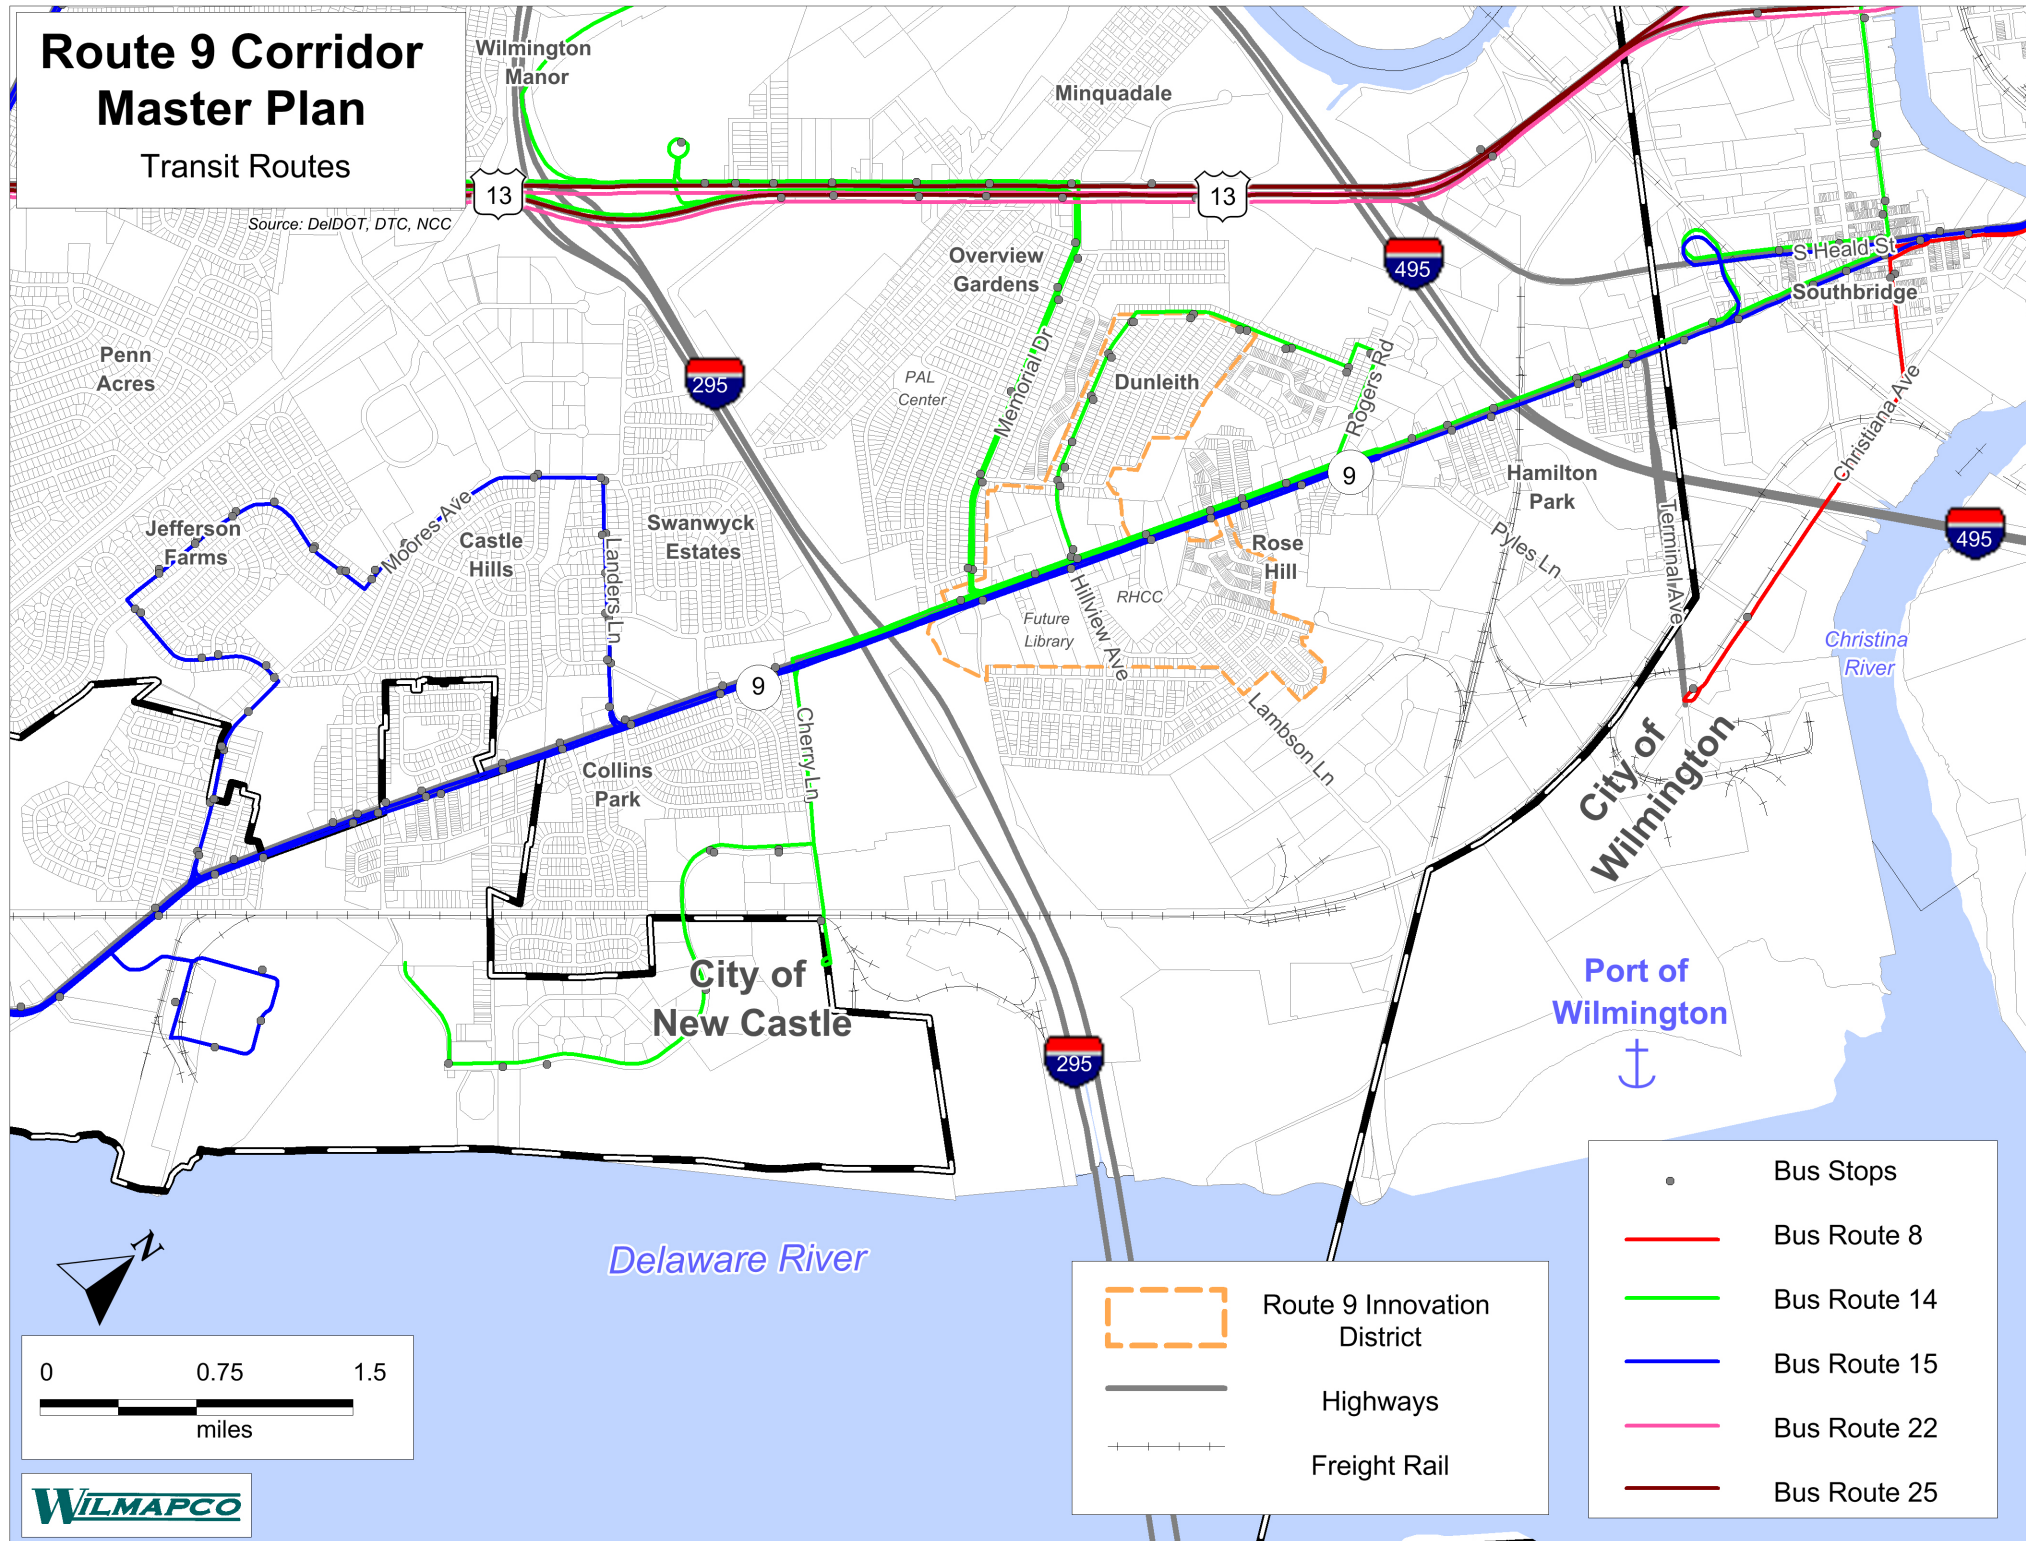 Route 9 Corridor
Master Plan
Transit Routes
Source: DelDOT, DTC, NCC
Wilmington
Manor
Minquadale
13
13
Overview
Gardens
495
S Heald St
Southbridge
Penn
Acres
295
PAL
Center
Memorial Dr
Dunleith
Rogers Rd
Christiana Ave
9
Hamilton
Park
Jefferson
Farms
Moores Ave
Castle
Hills
Landers Ln
Swanwyck
Estates
Rose
Hill
Pyles Ln
Terminal Ave
495
RHCC
Future
Library
Hillview Ave
Christina
River
9
Cherry Ln
Lambson Ln
City of
Wilmington
Collins
Park
City of
New Castle
Port of
Wilmington
295
Delaware River
N
0 0.75 1.5
miles
WILMAPCO
Route 9 Innovation
District
Highways
Freight Rail
Bus Stops
Bus Route 8
Bus Route 14
Bus Route 15
Bus Route 22
Bus Route 25